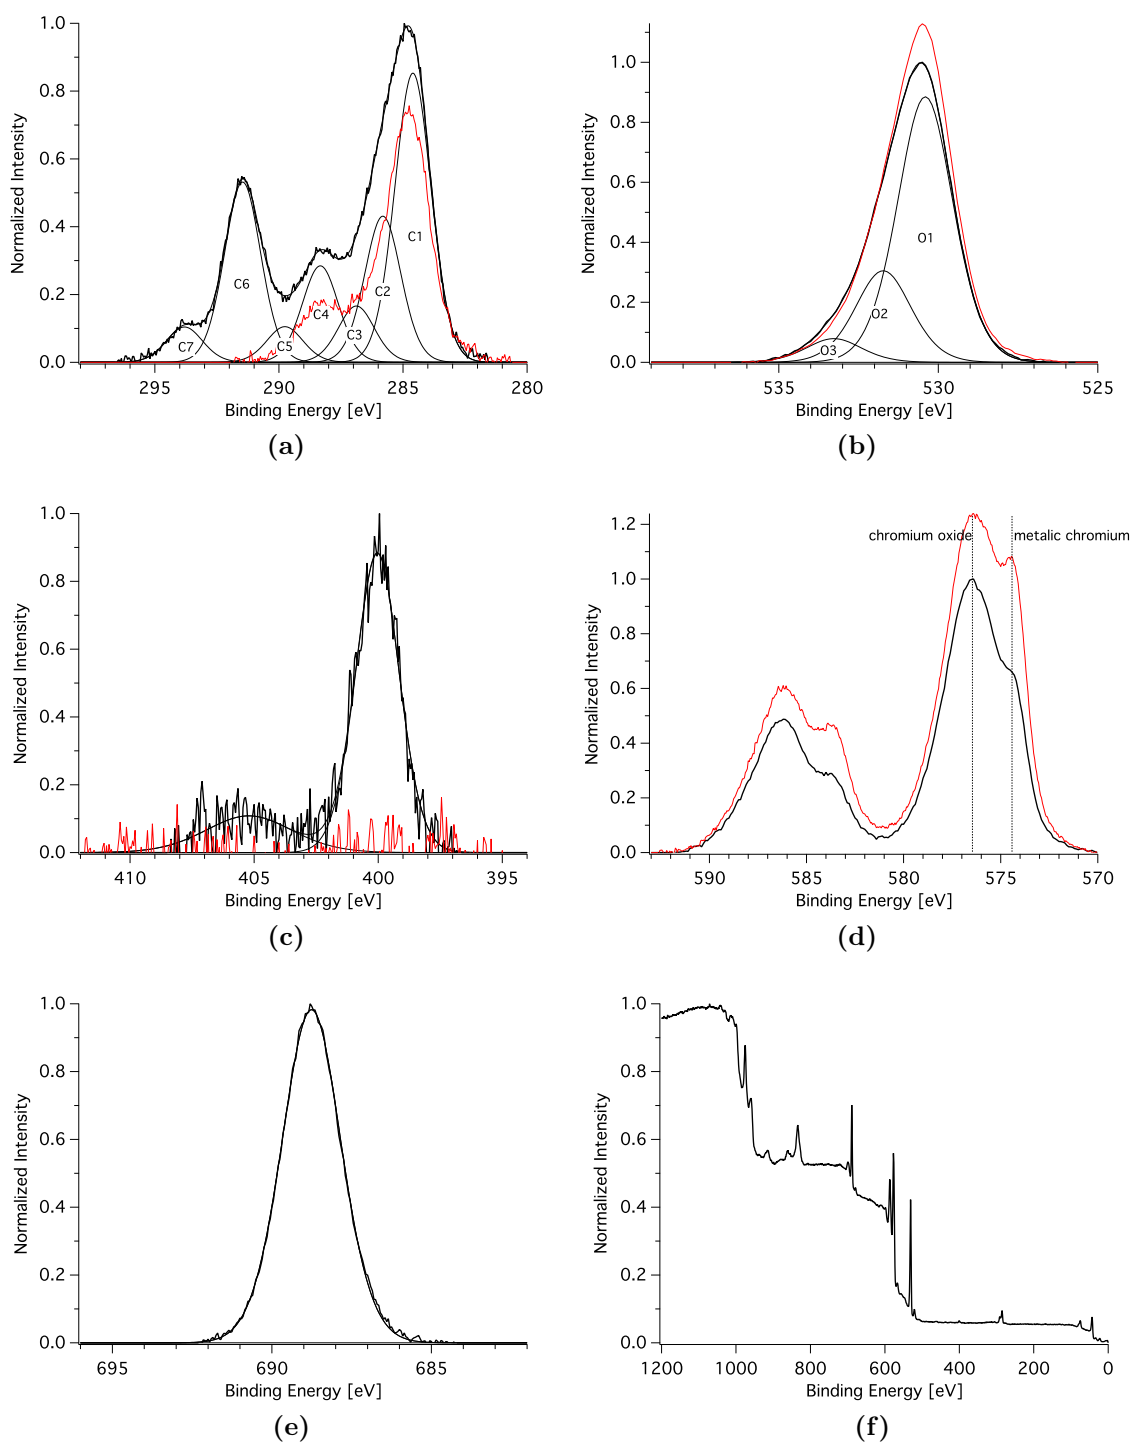 1.0
0.8
0.6
0.4
0.2
0.0
Normalized Intensity
C1
C2
C3
C4
C5
C6
C7
295
290
285
280
Binding Energy [eV]
(a)
1.0
0.8
0.6
0.4
0.2
0.0
Normalized Intensity
O1
O2
O3
535
530
525
Binding Energy [eV]
(b)
1.0
0.8
0.6
0.4
0.2
0.0
Normalized Intensity
410
405
400
395
Binding Energy [eV]
(c)
1.2
1.0
0.8
0.6
0.4
0.2
0.0
Normalized Intensity
chromium oxide
metalic chromium
590
585
580
575
570
Binding Energy [eV]
(d)
1.0
0.8
0.6
0.4
0.2
0.0
Normalized Intensity
695
690
685
Binding Energy [eV]
(e)
1.0
0.8
0.6
0.4
0.2
0.0
Normalized Intensity
1200
1000
800
600
400
200
0
Binding Energy [eV]
(f)